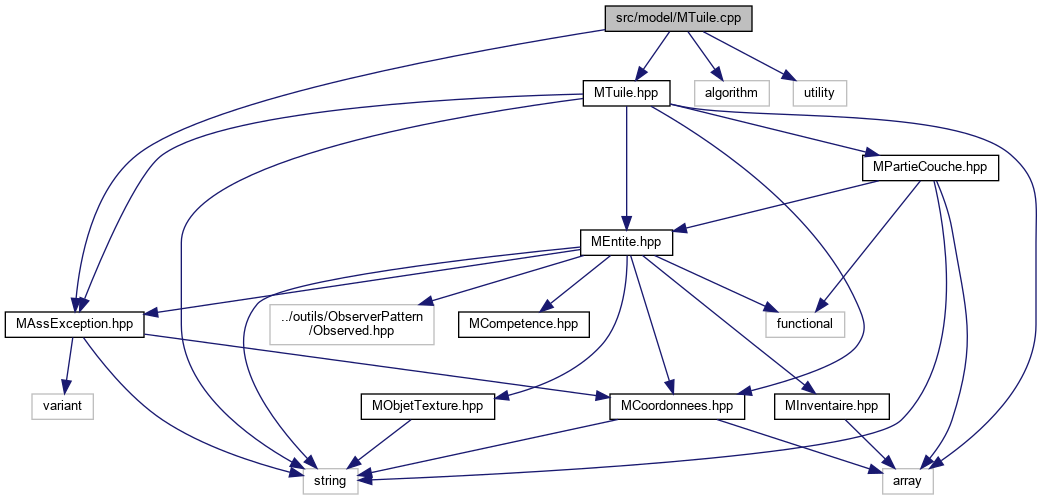 src/model/MTuile.cpp
MTuile.hpp
algorithm
utility
MPartieCouche.hpp
MEntite.hpp
MAssException.hpp
../outils/ObserverPattern
/Observed.hpp
MCompetence.hpp
functional
variant
MObjetTexture.hpp
MCoordonnees.hpp
MInventaire.hpp
string
array